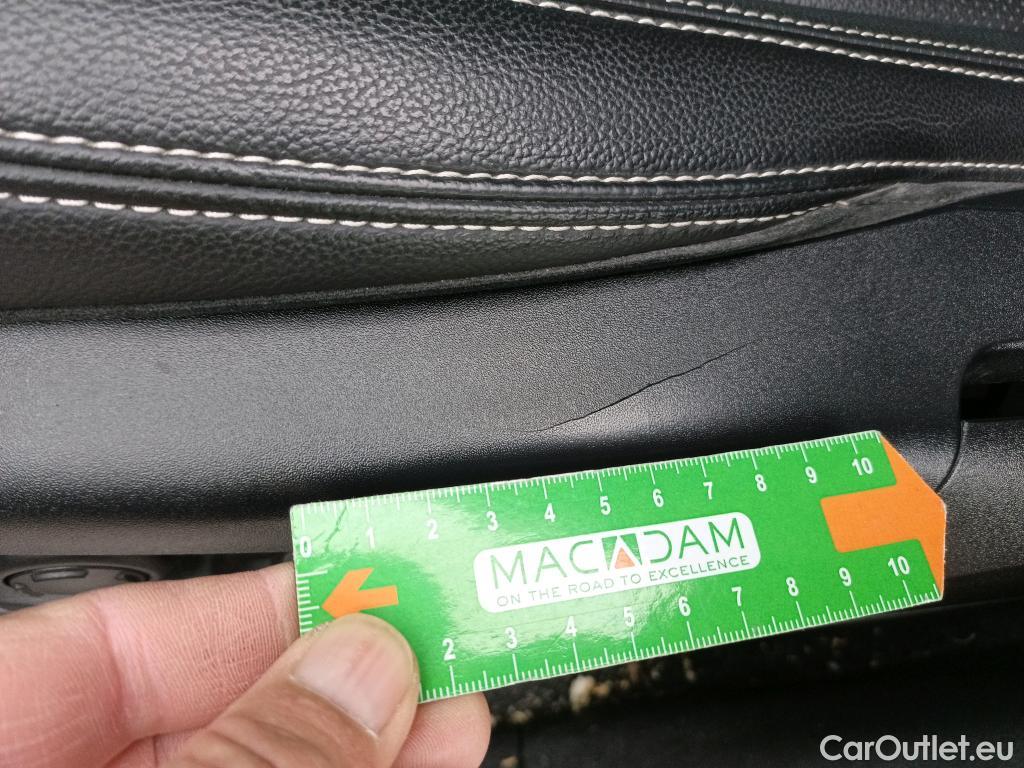 0 1 2 3 4 5 6 7 8 9 10
MACADAM
ON THE ROAD TO EXCELLENCE
2 3 4 5 6 7 8 9 10
CarOutlet.eu